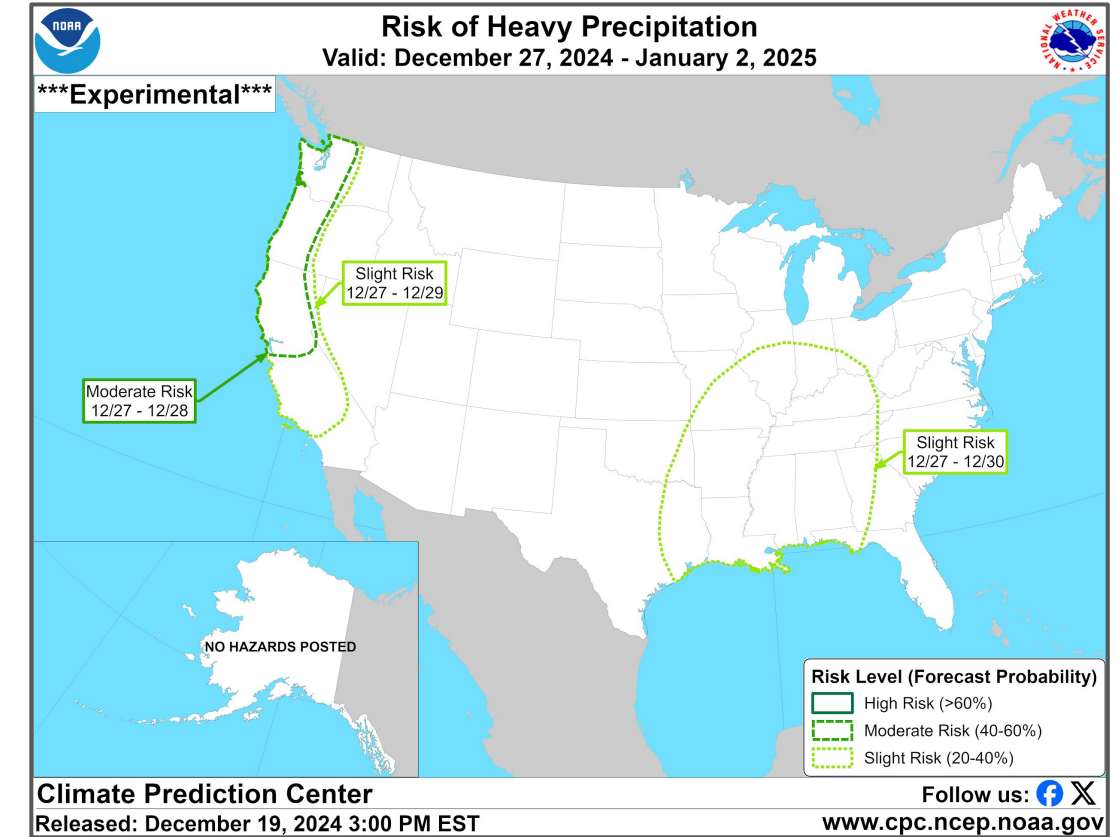 NOAA
Risk of Heavy Precipitation
Valid: December 27, 2024 - January 2, 2025
NATIONAL WEATHER SERVICE
***Experimental***
Slight Risk
12/27 - 12/29
Moderate Risk
12/27 - 12/28
Slight Risk
12/27 - 12/30
NO HAZARDS POSTED
Risk Level (Forecast Probability)
High Risk (>60%)
Moderate Risk (40-60%)
Slight Risk (20-40%)
Climate Prediction Center
Follow us:
Released: December 19, 2024 3:00 PM EST
www.cpc.ncep.noaa.gov